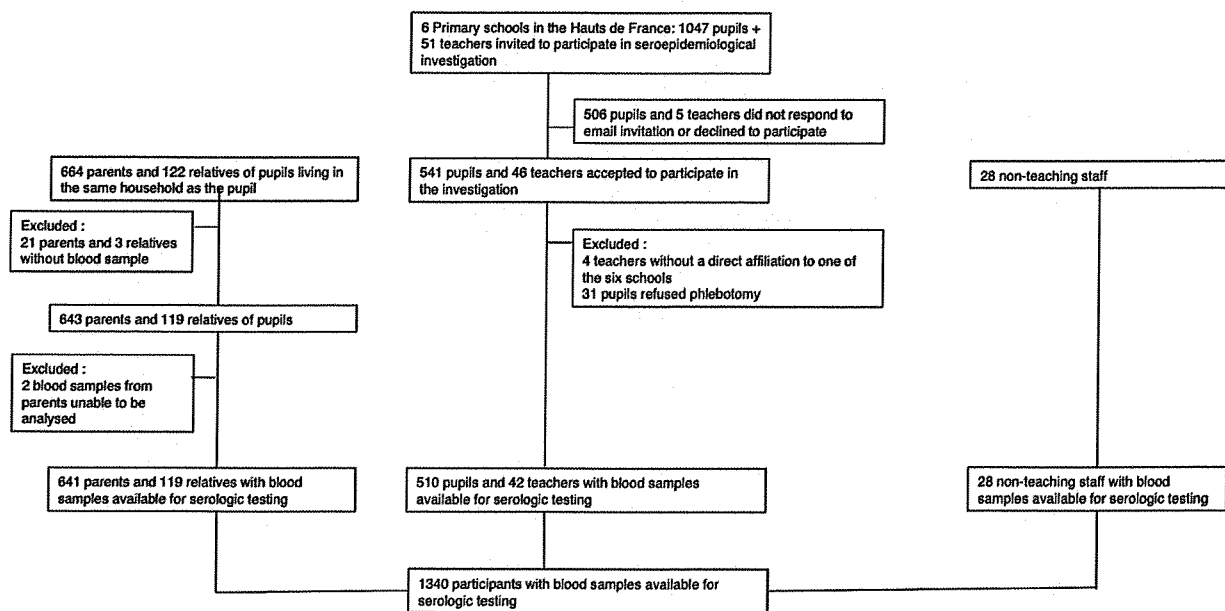 6 Primary schools in the Hauts de France: 1047 pupils +
51 teachers invited to participate in seroepidemiological
investigation
506 pupils and 5 teachers did not respond to
email invitation or declined to participate
664 parents and 122 relatives of pupils living in
the same household as the pupil
541 pupils and 46 teachers accepted to participate in
the investigation
28 non-teaching staff
Excluded :
21 parents and 3 relatives
without blood sample
Excluded :
4 teachers without a direct affiliation to one of
the six schools
31 pupils refused phlebotomy
643 parents and 119 relatives of pupils
Excluded :
2 blood samples from
parents unable to be
analysed
641 parents and 119 relatives with blood
samples available for serologic testing
510 pupils and 42 teachers with blood samples
available for serologic testing
28 non-teaching staff with blood
samples available for serologic testing
1340 participants with blood samples available for
serologic testing